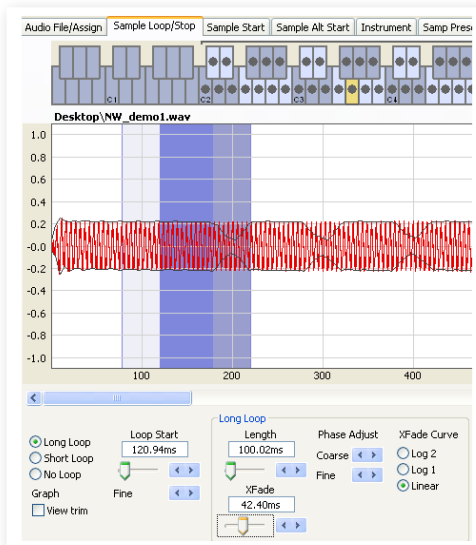 Audio File/Assign Sample Loop/Stop Sample Start Sample Alt Start Instrument Samp Prese
C1 C2 C3 C4
Desktop\NW_demo1.wav
1.0
0.8
0.6
0.4
0.2
-0.0
-0.2
-0.4
-0.6
-0.8
-1.0
100 200 300 400
Long Loop
Short Loop
No Loop
Graph
View trim
Loop Start
120.94ms
Fine
Long Loop
Length
100.02ms
XFade
42.40ms
Phase Adjust
Coarse
Fine
XFade Curve
Log 2
Log 1
Linear